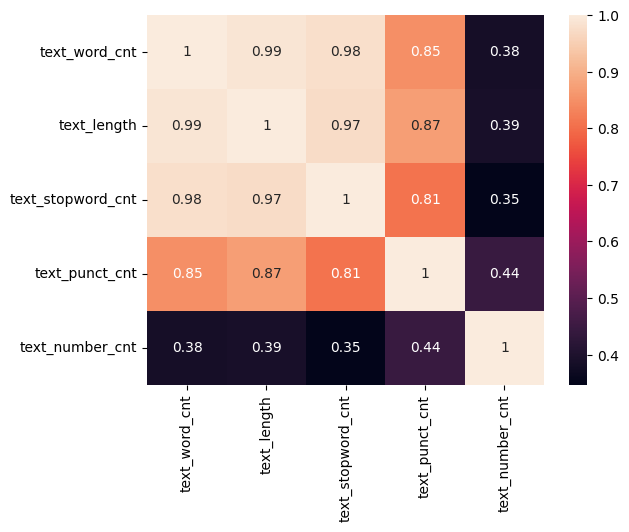 text_word_cnt 1 0.99 0.98 0.85 0.38
text_length 0.99 1 0.97 0.87 0.39
text_stopword_cnt 0.98 0.97 1 0.81 0.35
text_punct_cnt 0.85 0.87 0.81 1 0.44
text_number_cnt 0.38 0.39 0.35 0.44 1
text_word_cnt
text_length
text_stopword_cnt
text_punct_cnt
text_number_cnt
1.0
0.9
0.8
0.7
0.6
0.5
0.4